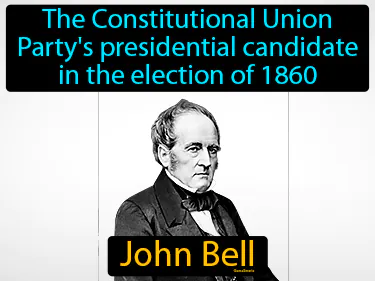 The Constitutional Union
Party's presidential candidate
in the election of 1860
John Bell